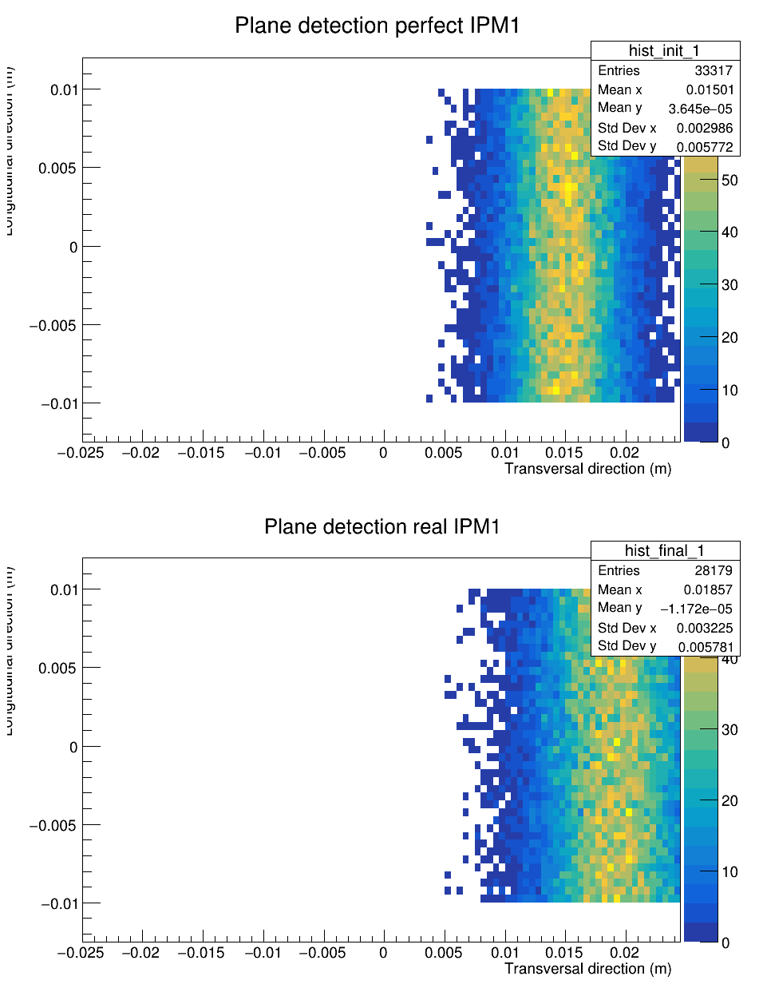 Plane detection perfect IPM1
hist_init_1
Entries 33317
Mean x 0.01501
Mean y 3.645e−05
Std Dev x 0.002986
Std Dev y 0.005772
Longitudinal direction (m)
0.01
0.005
0
−0.005
−0.01
50
40
30
20
10
0
−0.025 −0.02 −0.015 −0.01 −0.005 0 0.005 0.01 0.015 0.02
Transversal direction (m)
Plane detection real IPM1
hist_final_1
Entries 28179
Mean x 0.01857
Mean y −1.172e−05
Std Dev x 0.003225
Std Dev y 0.005781
Longitudinal direction (m)
0.01
0.005
0
−0.005
−0.01
40
30
20
10
0
−0.025 −0.02 −0.015 −0.01 −0.005 0 0.005 0.01 0.015 0.02
Transversal direction (m)